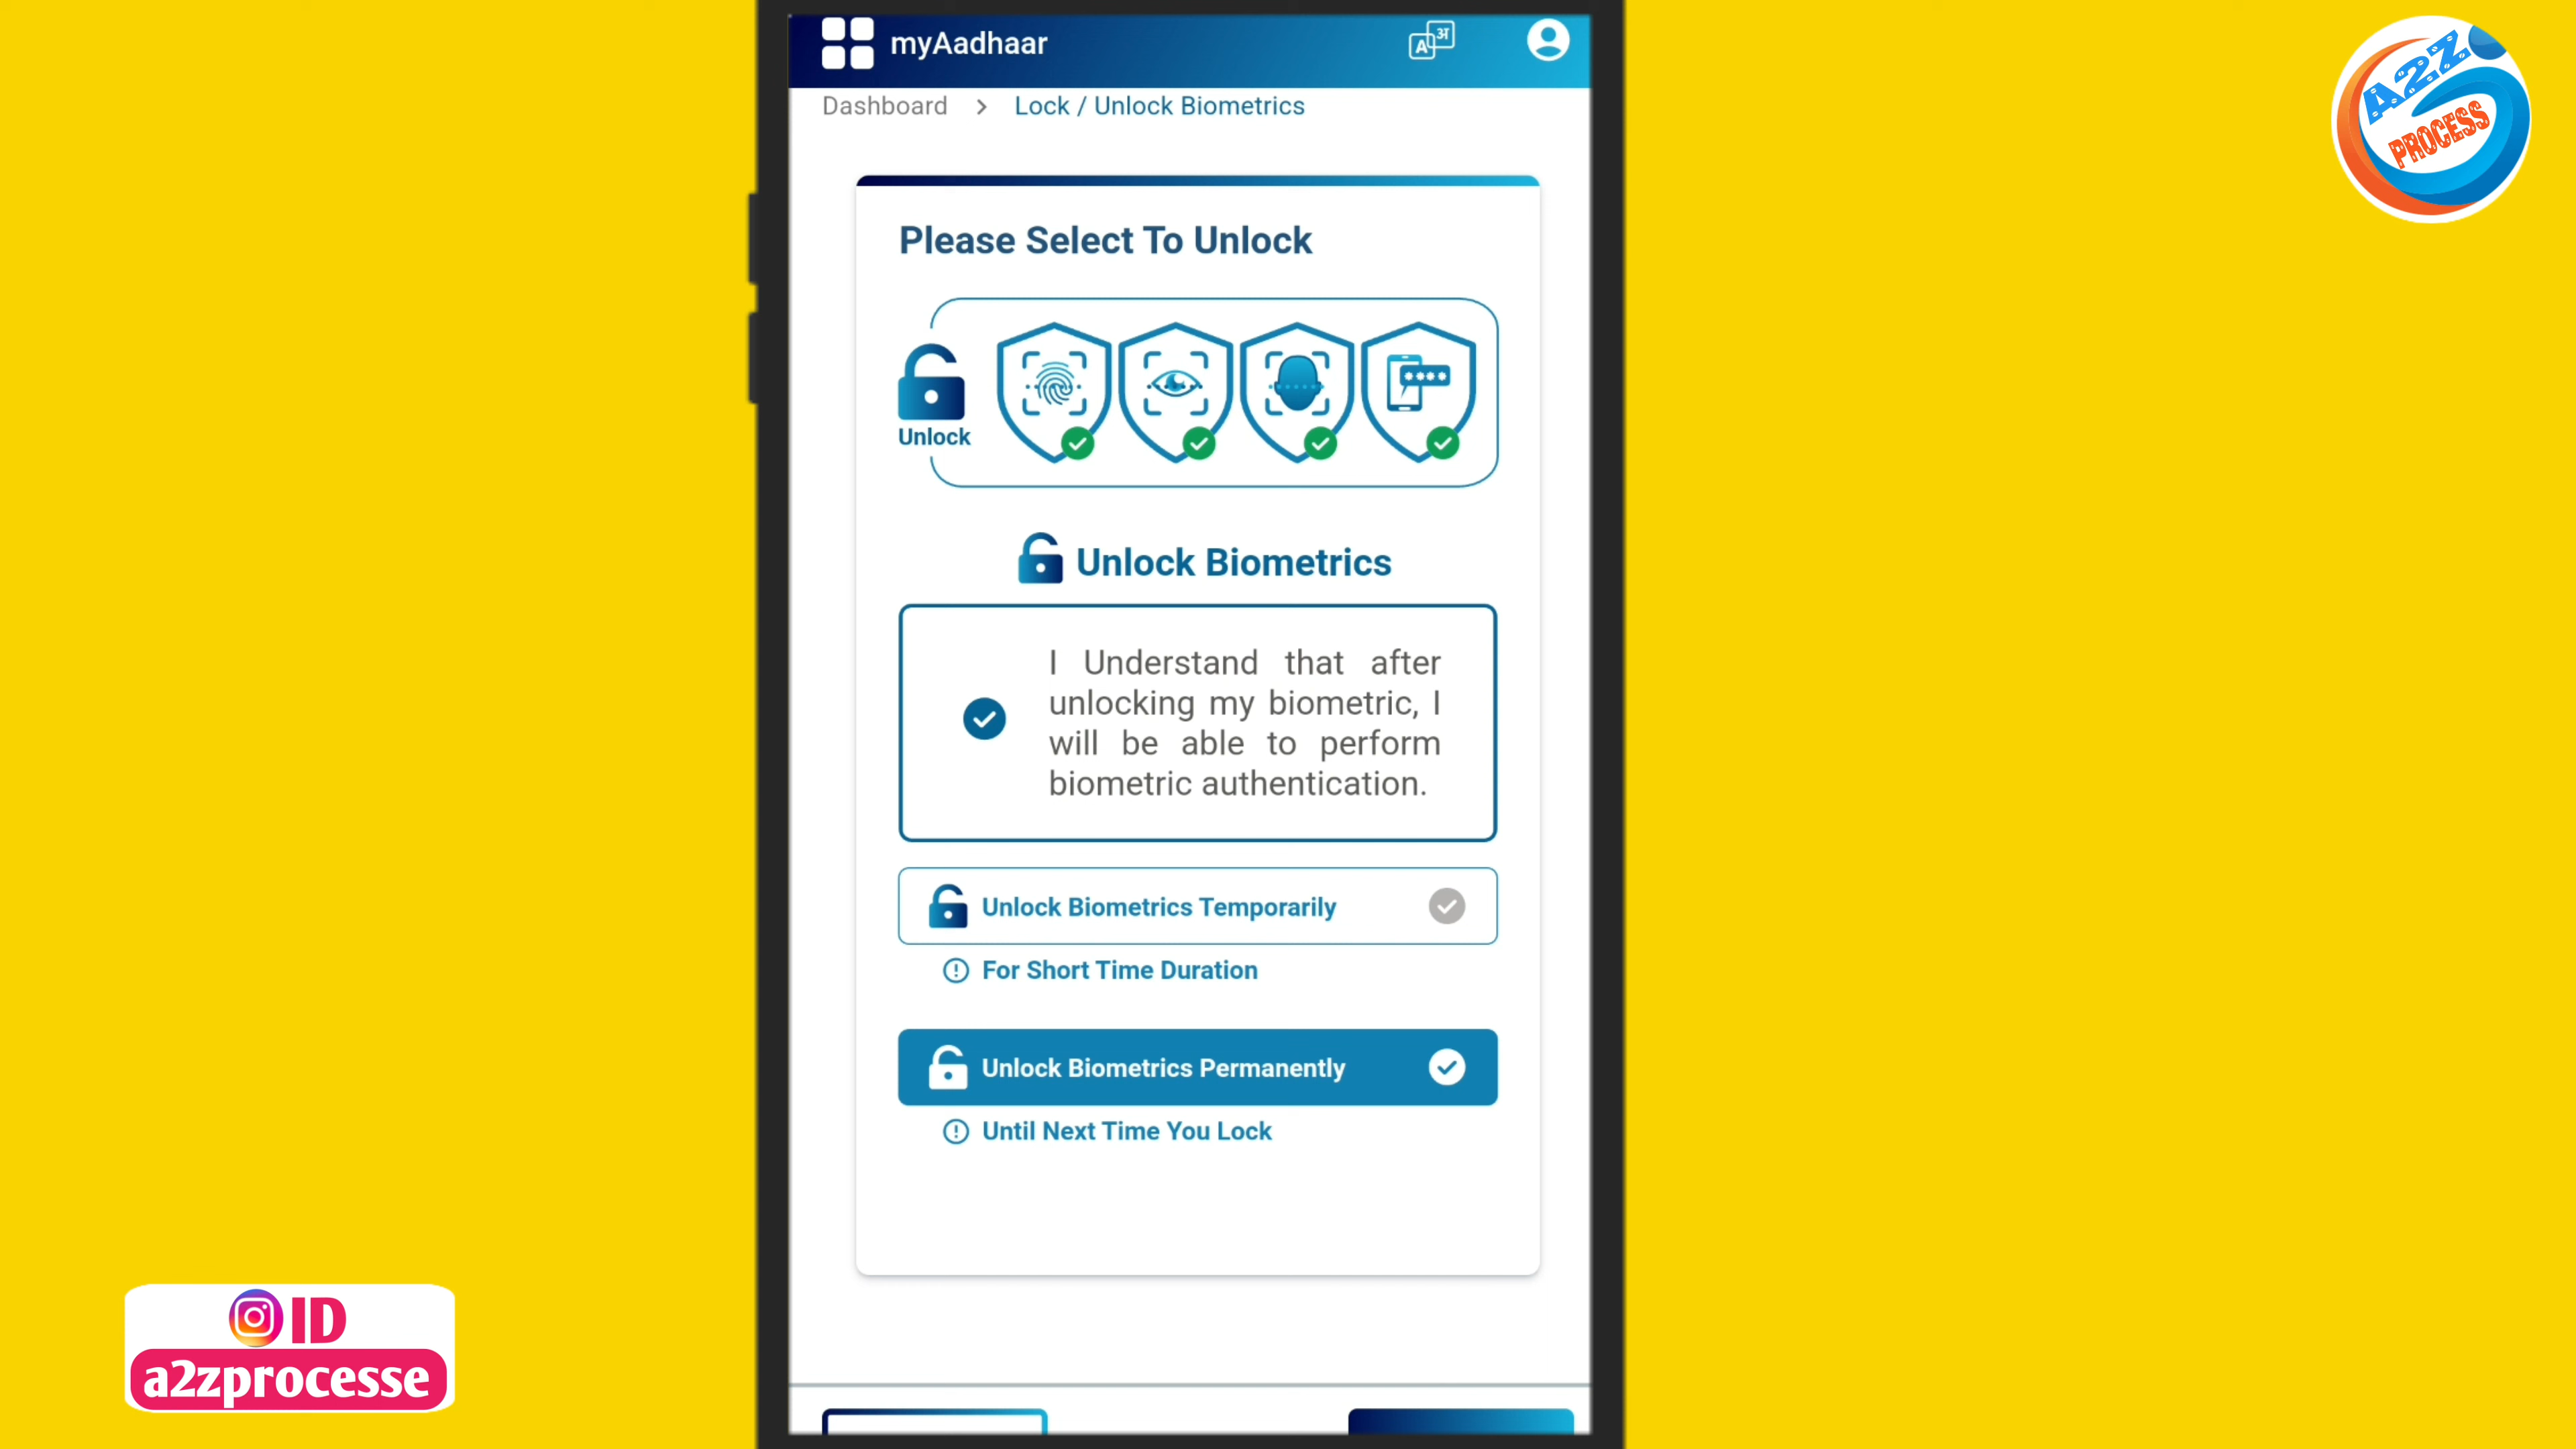 myAadhaar
A अ
Dashboard > Lock / Unlock Biometrics
Please Select To Unlock
Unlock
Unlock Biometrics
I Understand that after
unlocking my biometric, I
will be able to perform
biometric authentication.
Unlock Biometrics Temporarily
For Short Time Duration
Unlock Biometrics Permanently
Until Next Time You Lock
A2Z
PROCESS
ID
a2zprocesse